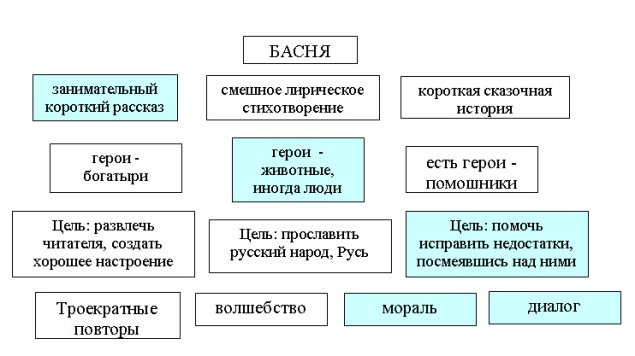 БАСНЯ
занимательный
короткий рассказ
смешное лирическое
стихотворение
короткая сказочная
история
герои -
богатыри
герои -
животные,
иногда люди
есть герои -
помошники
Цель: развлечь
читателя, создать
хорошее настроение
Цель: прославить
русский народ, Русь
Цель: помочь
исправить недостатки,
посмеявшись над ними
Троекратные
повторы
волшебство
мораль
диалог